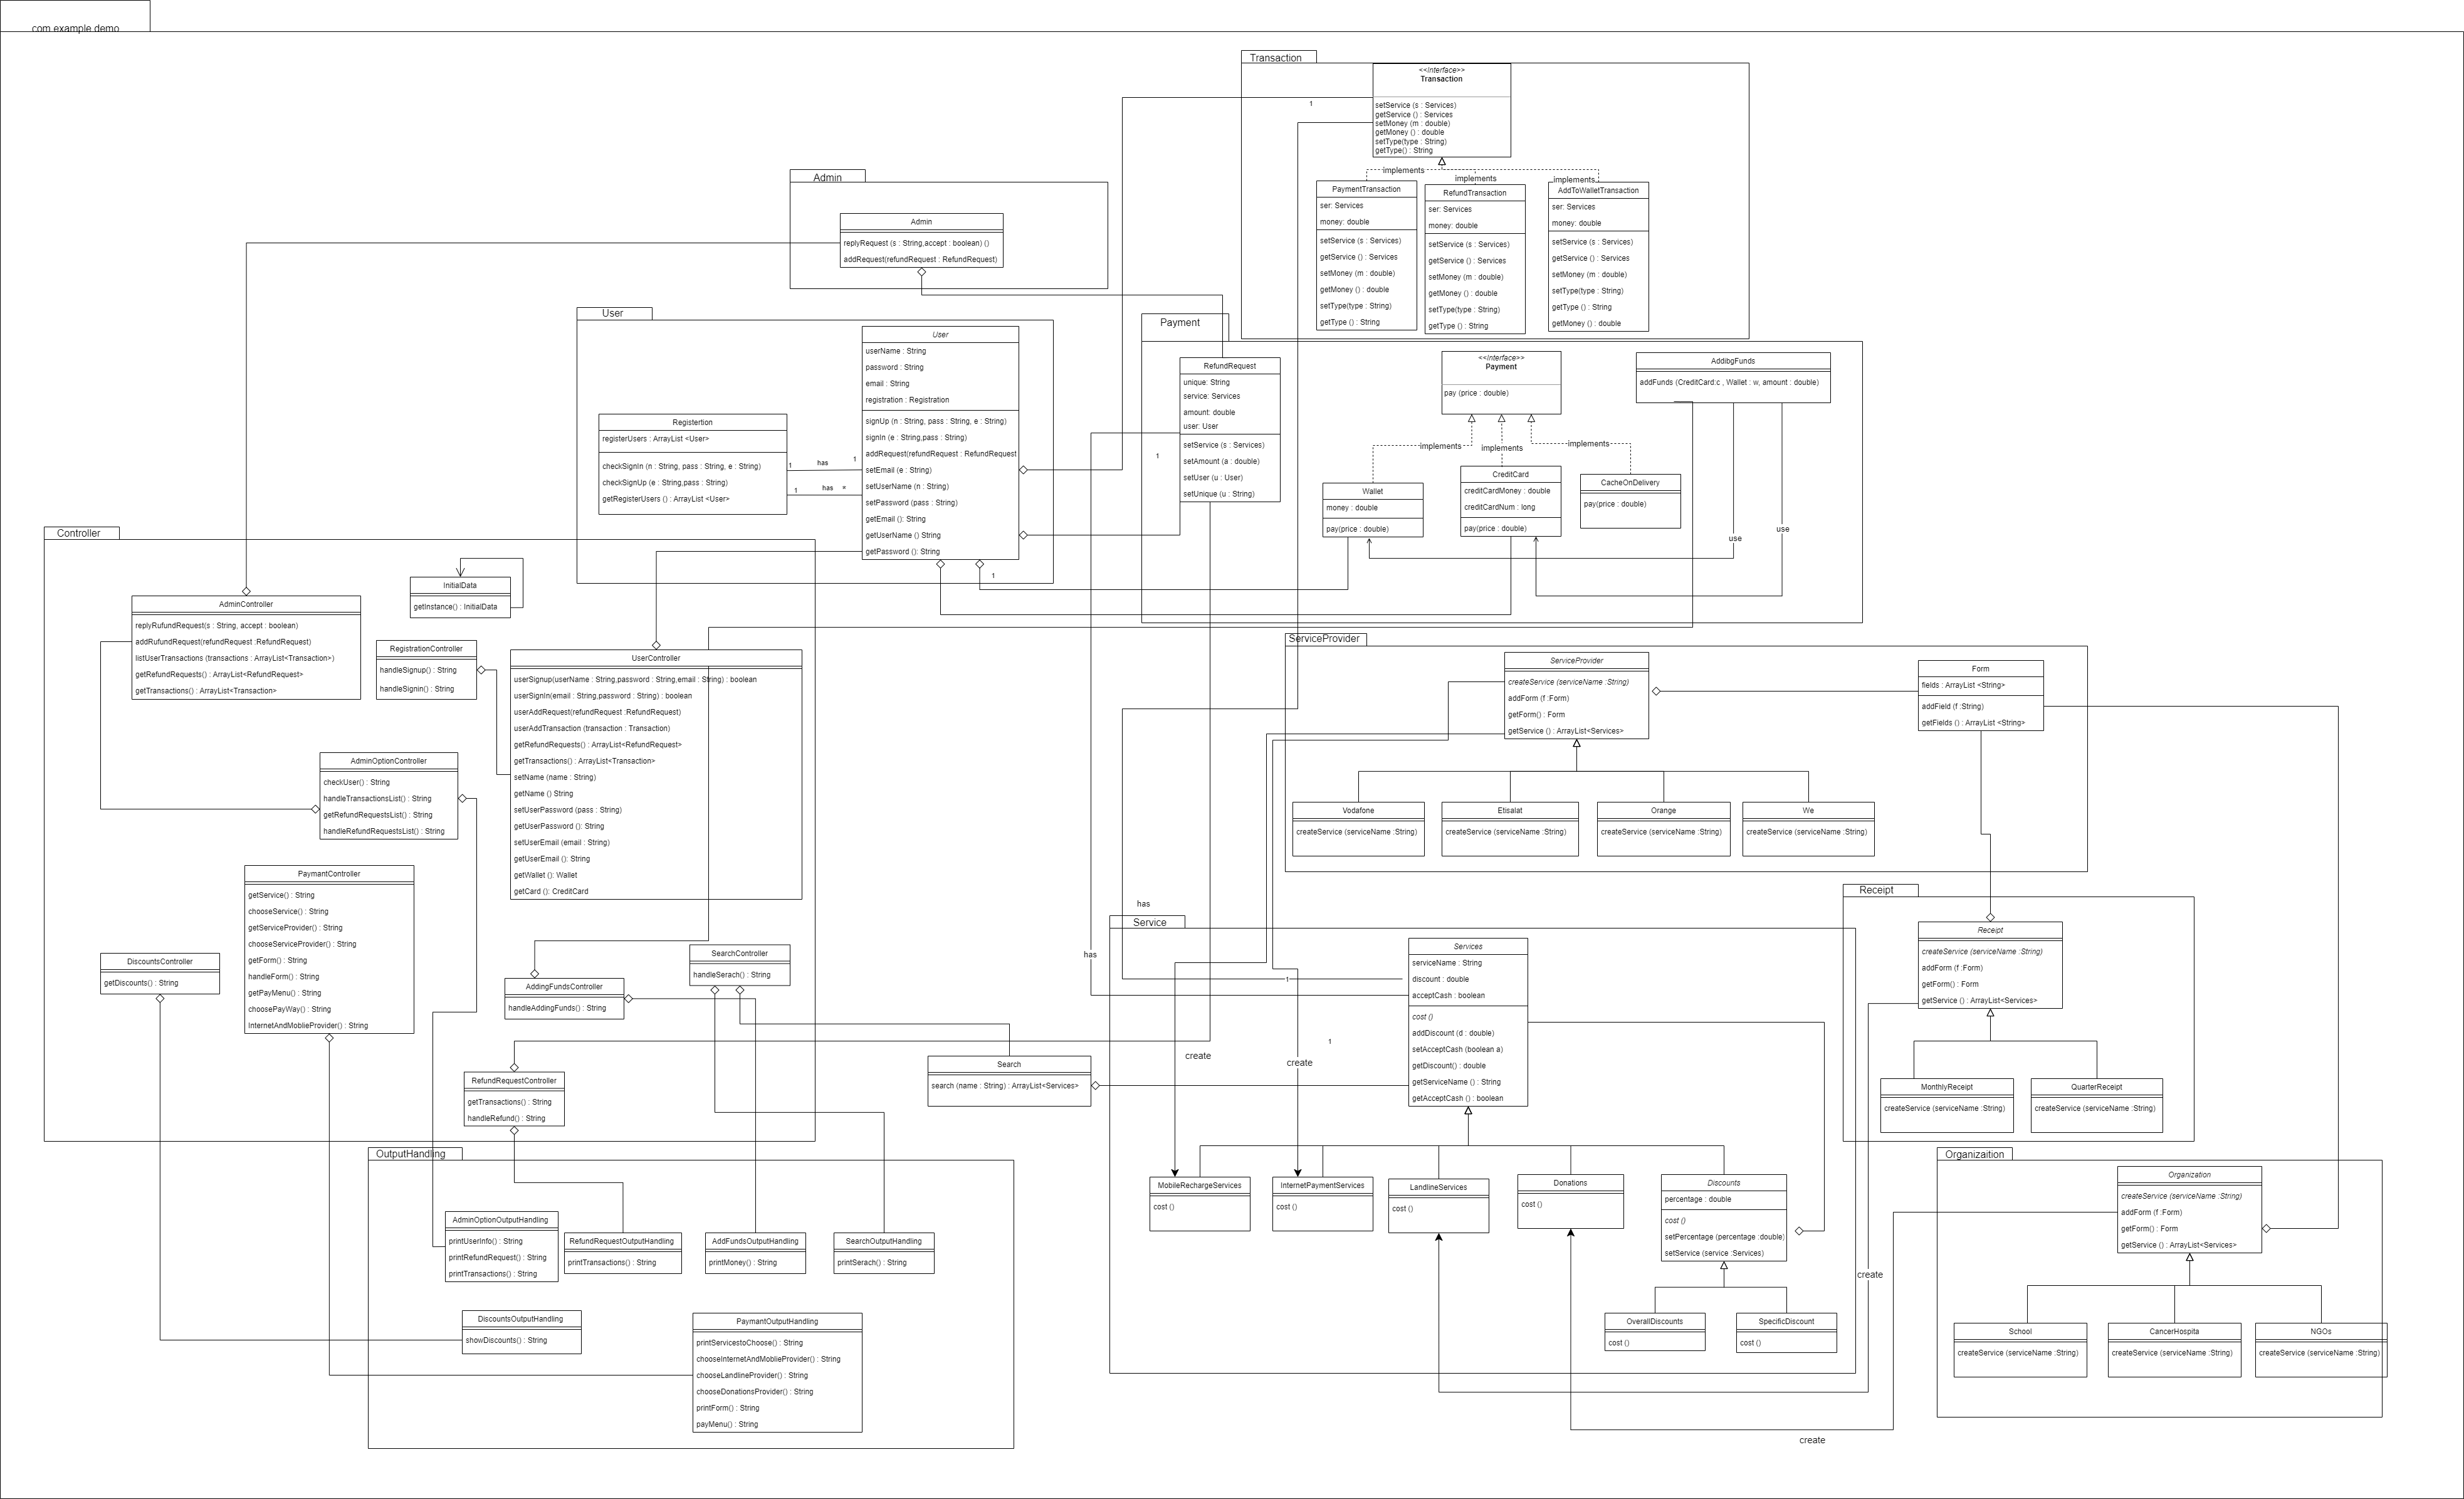 com.example.demo
Transaction
<<interface>>
Transaction
setService (s : Services)
getService () : Services
setMoney (m : double)
getMoney () : double
setType(type : String)
getType() : String
1
implements
implements
implements
PaymentTransaction
ser: Services
money: double
setService (s : Services)
getService () : Services
setMoney (m : double)
getMoney () : double
setType(type : String)
getType () : String
RefundTransaction
ser: Services
money: double
setService (s : Services)
getService () : Services
setMoney (m : double)
getMoney () : double
setType(type : String)
getType () : String
AddToWalletTransaction
ser: Services
money: double
setService (s : Services)
getService () : Services
setMoney (m : double)
setType(type : String)
getType () : String
getMoney () : double
Admin
Admin
replyRequest (s : String,accept : boolean) ()
addRequest(refundRequest : RefundRequest)
User
User
userName : String
password : String
email : String
registration : Registration
signUp (n : String, pass : String, e : String)
signIn (e : String,pass : String)
addRequest(refundRequest : RefundRequest
setEmail (e : String)
setUserName (n : String)
setPassword (pass : String)
getEmail (): String
getUserName () String
getPassword (): String
Registertion
registerUsers : ArrayList <User>
checkSignIn (n : String, pass : String, e : String)
checkSignUp (e : String,pass : String)
getRegisterUsers () : ArrayList <User>
1
has
1
1
has
*
1
Payment
RefundRequest
unique: String
service: Services
amount: double
user: User
setService (s : Services)
setAmount (a : double)
setUser (u : User)
setUnique (u : String)
1
<<interface>>
Payment
pay (price : double)
AddibgFunds
addFunds (CreditCard:c , Wallet : w, amount : double)
implements
implements
implements
Wallet
money : double
pay(price : double)
CreditCard
creditCardMoney : double
creditCardNum : long
pay(price : double)
CacheOnDelivery
pay(price : double)
use
use
Controller
InitialData
getInstance() : InitialData
AdminController
replyRufundRequest(s : String, accept : boolean)
addRufundRequest(refundRequest :RefundRequest)
listUserTransactions (transactions : ArrayList<Transaction>)
getRefundRequests() : ArrayList<RefundRequest>
getTransactions() : ArrayList<Transaction>
RegistrationController
handleSignup() : String
handleSignin() : String
UserController
userSignup(userName : String,password : String,email : String) : boolean
userSignIn(email : String,password : String) : boolean
userAddRequest(refundRequest :RefundRequest)
userAddTransaction (transaction : Transaction)
getRefundRequests() : ArrayList<RefundRequest>
getTransactions() : ArrayList<Transaction>
setName (name : String)
getName () String
setUserPassword (pass : String)
getUserPassword (): String
setUserEmail (email : String)
getUserEmail (): String
getWallet (): Wallet
getCard (): CreditCard
AdminOptionController
checkUser() : String
handleTransactionsList() : String
getRefundRequestsList() : String
handleRefundRequestsList() : String
PaymantController
getService() : String
chooseService() : String
getServiceProvider() : String
chooseServiceProvider() : String
getForm() : String
handleForm() : String
getPayMenu() : String
choosePayWay() : String
InternetAndMoblieProvider() : String
DiscountsController
getDiscounts() : String
AddingFundsController
handleAddingFunds() : String
SearchController
handleSerach() : String
RefundRequestController
getTransactions() : String
handleRefund() : String
Search
search (name : String) : ArrayList<Services>
ServiceProvider
ServiceProvider
createService (serviceName :String)
addForm (f :Form)
getForm() : Form
getService () : ArrayList<Services>
Form
fields : ArrayList <String>
addField (f :String)
getFields () : ArrayList <String>
Vodafone
createService (serviceName :String)
Etisalat
createService (serviceName :String)
Orange
createService (serviceName :String)
We
createService (serviceName :String)
Receipt
Receipt
createService (serviceName :String)
addForm (f :Form)
getForm() : Form
getService () : ArrayList<Services>
MonthlyReceipt
createService (serviceName :String)
QuarterReceipt
createService (serviceName :String)
has
has
Service
Services
serviceName : String
discount : double
acceptCash : boolean
cost ()
addDiscount (d : double)
setAcceptCash (boolean a)
getDiscount() : double
getServiceName () : String
getAcceptCash () : boolean
1
1
create
create
MobileRechargeServices
cost ()
InternetPaymentServices
cost ()
LandlineServices
cost ()
Donations
cost ()
Discounts
percentage : double
cost ()
setPercentage (percentage :double)
setService (service :Services)
OverallDiscounts
cost ()
SpecificDiscount
cost ()
create
create
Organizaition
Organization
createService (serviceName :String)
addForm (f :Form)
getForm() : Form
getService () : ArrayList<Services>
School
createService (serviceName :String)
CancerHospita
createService (serviceName :String)
NGOs
createService (serviceName :String)
OutputHandling
AdminOptionOutputHandling
printUserInfo() : String
printRefundRequest() : String
printTransactions() : String
RefundRequestOutputHandling
printTransactions() : String
AddFundsOutputHandling
printMoney() : String
SearchOutputHandling
printSerach() : String
DiscountsOutputHandling
showDiscounts() : String
PaymantOutputHandling
printServicestoChoose() : String
chooseInternetAndMoblieProvider() : String
chooseLandlineProvider() : String
chooseDonationsProvider() : String
printForm() : String
payMenu() : String